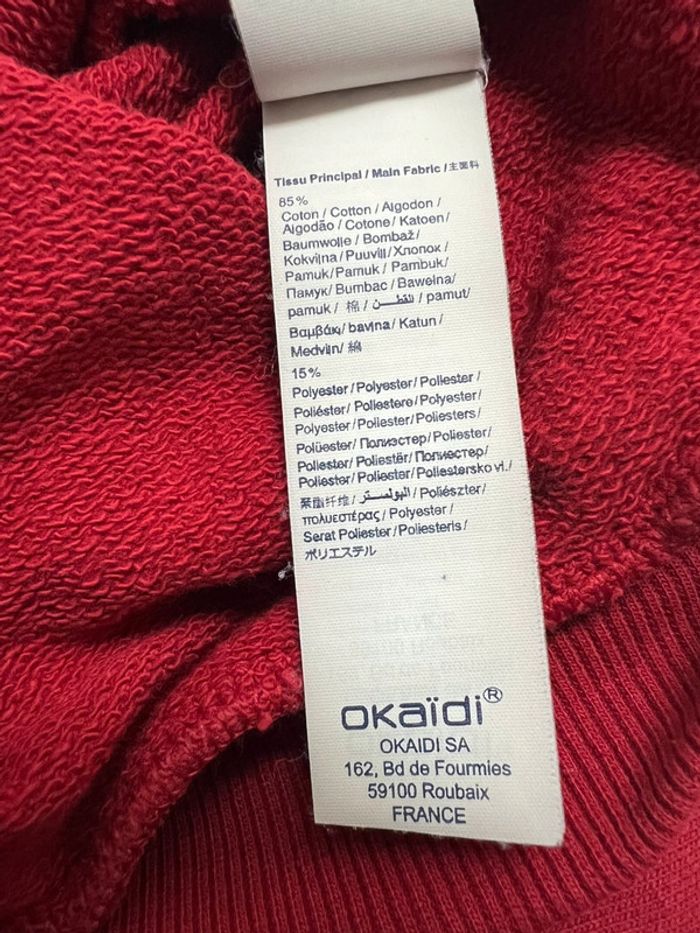 Tissu Principal / Main Fabric / 主面料
85%
Coton / Cotton / Algodon /
Algodão / Cotone / Katoen /
Baumwolle / Bombaž /
Kokviļna / Puuvill / Хлопок /
Pamuk / Pamuk / Pambuk /
Памук / Bumbac / Bawełna /
pamuk / 棉 / القطن / pamut /
Βαμβάκι / bavlna / Katun /
Medvilnė / 綿
15%
Polyester / Polyester / Poliester /
Poliéster / Poliestere / Polyester /
Polyester / Poliester / Poliesters /
Polüester / Полиэстер / Poliester /
Poliester / Poliestër / Полиестер /
Poliester / Poliester / Poliestersko vl. /
聚酯纤维 / البوليستر / Poliészter /
πολυεστέρας / Polyester /
Serat Poliester / Poliesteris /
ポリエステル
OKAÏDI®
OKAIDI SA
162, Bd de Fourmies
59100 Roubaix
FRANCE